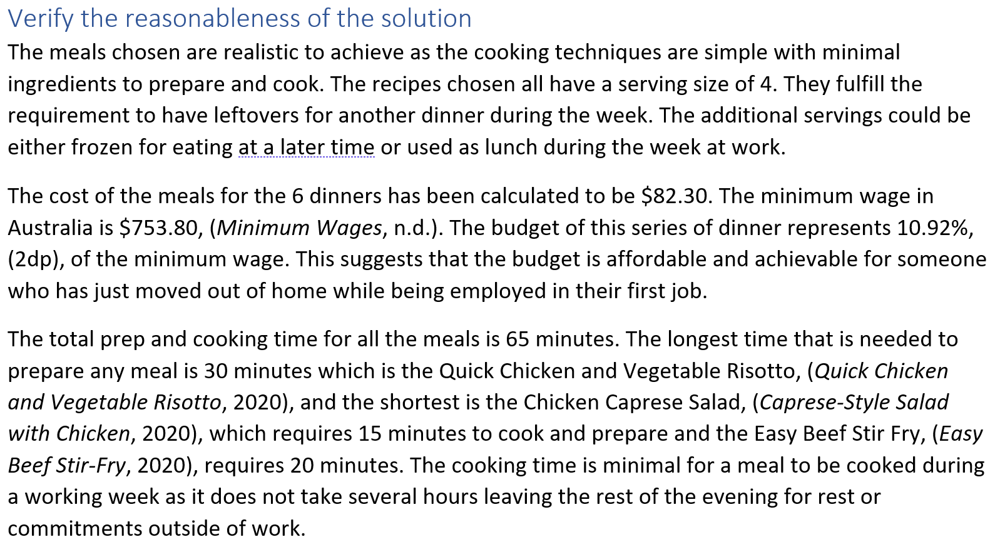 Verify the reasonableness of the solution
The meals chosen are realistic to achieve as the cooking techniques are simple with minimal
ingredients to prepare and cook. The recipes chosen all have a serving size of 4. They fulfill the
requirement to have leftovers for another dinner during the week. The additional servings could be
either frozen for eating at a later time or used as lunch during the week at work.
The cost of the meals for the 6 dinners has been calculated to be $82.30. The minimum wage in
Australia is $753.80, (Minimum Wages, n.d.). The budget of this series of dinner represents 10.92%,
(2dp), of the minimum wage. This suggests that the budget is affordable and achievable for someone
who has just moved out of home while being employed in their first job.
The total prep and cooking time for all the meals is 65 minutes. The longest time that is needed to
prepare any meal is 30 minutes which is the Quick Chicken and Vegetable Risotto, (Quick Chicken
and Vegetable Risotto, 2020), and the shortest is the Chicken Caprese Salad, (Caprese-Style Salad
with Chicken, 2020), which requires 15 minutes to cook and prepare and the Easy Beef Stir Fry, (Easy
Beef Stir-Fry, 2020), requires 20 minutes. The cooking time is minimal for a meal to be cooked during
a working week as it does not take several hours leaving the rest of the evening for rest or
commitments outside of work.